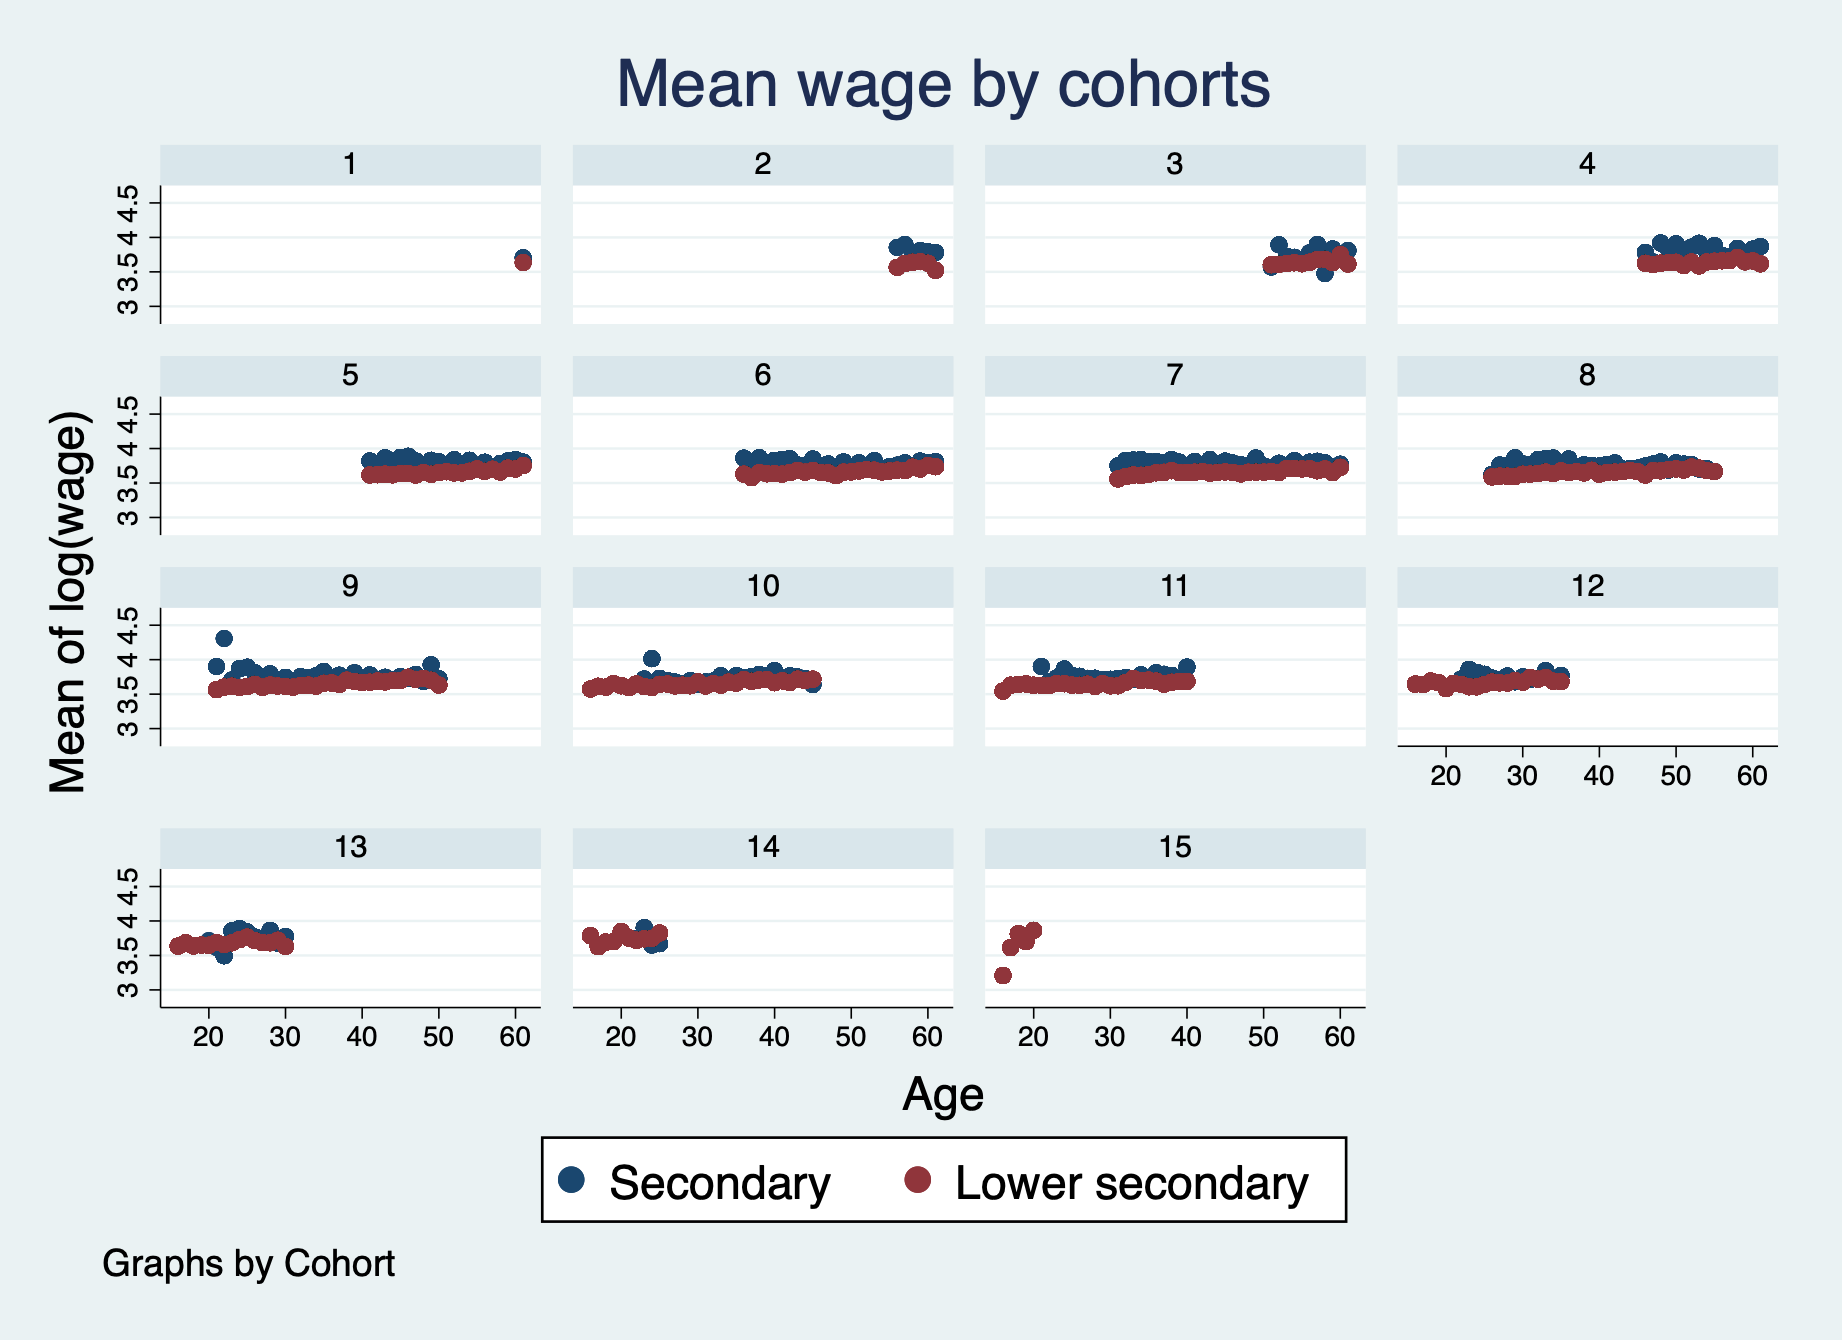 Mean wage by cohorts
1 2 3 4
4.5
4
3.5
3
5 6 7 8
4.5
4
3.5
3
9 10 11 12
4.5
4
3.5
3
20 30 40 50 60
13 14 15
4.5
4
3.5
3
20 30 40 50 60 20 30 40 50 60 20 30 40 50 60
Mean of log(wage)
Age
Secondary Lower secondary
Graphs by Cohort